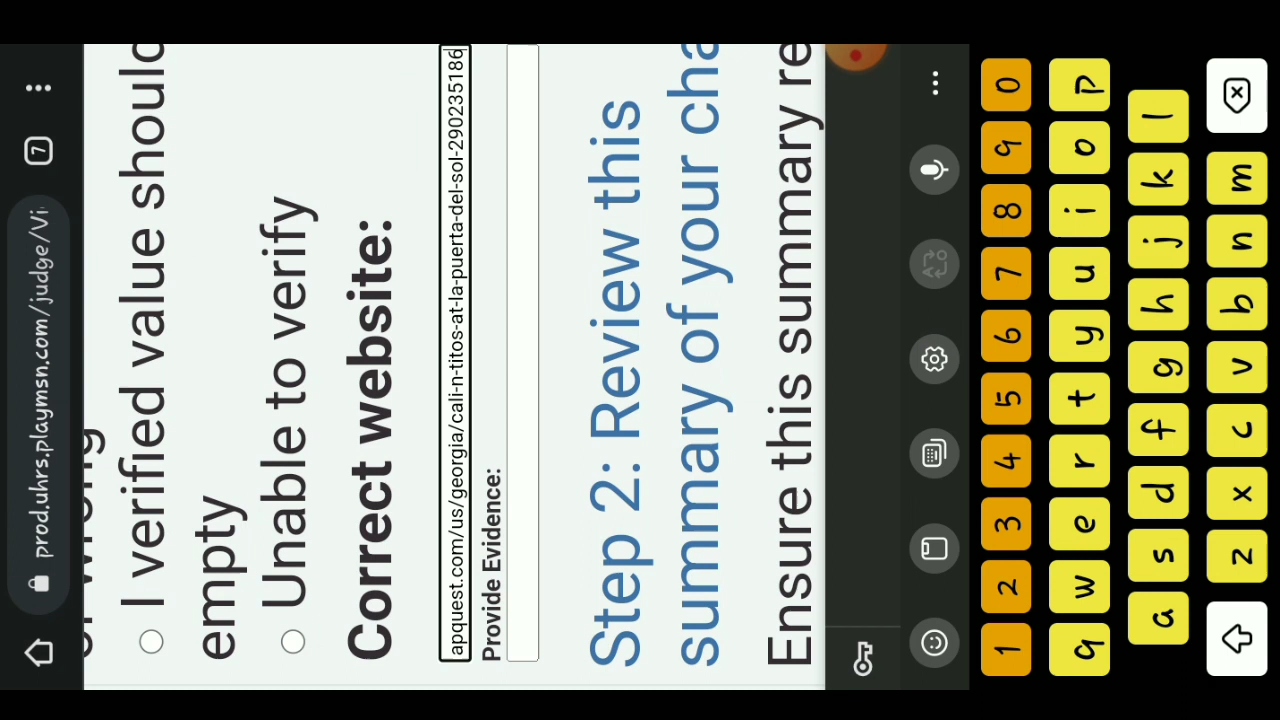 7
prod.uhrs.playmsn.com/judge/Vi
I verified value should
empty
Unable to verify
Correct website:
apquest.com/us/georgia/cali-n-titos-at-la-puerta-del-sol-290235186
Provide Evidence:
Step 2: Review this
summary of your cha
Ensure this summary re
1 2 3 4 5 6 7 8 9 0
q w e r t y u i o p
a s d f g h j k l
z x c v b n m